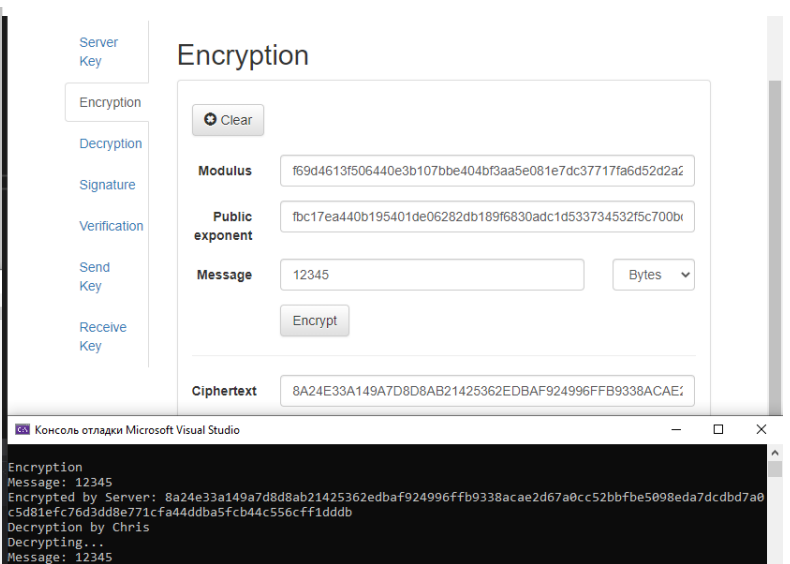 Server
Key
Encryption
Decryption
Signature
Verification
Send
Key
Receive
Key
Encryption
Clear
Modulus f69d4613f506440e3b107bbe404bf3aa5e081e7dc37717fa6d52d2a2
Public
exponent fbc17ea440b195401de06282db189f6830adc1d533734532f5c700b
Message 12345 Bytes
Encrypt
Ciphertext 8A24E33A149A7D8D8AB21425362EDBAF924996FFB9338ACAE2
Консоль отладки Microsoft Visual Studio
Encryption
Message: 12345
Encrypted by Server: 8a24e33a149a7d8d8ab21425362edbaf924996ffb9338acae2d67a0cc52bbfbe5098eda7dcdbd7a0
c5d81efc76d3dd8e771cfa44ddba5fcb44c556cff1dddb
Decryption by Chris
Decrypting...
Message: 12345